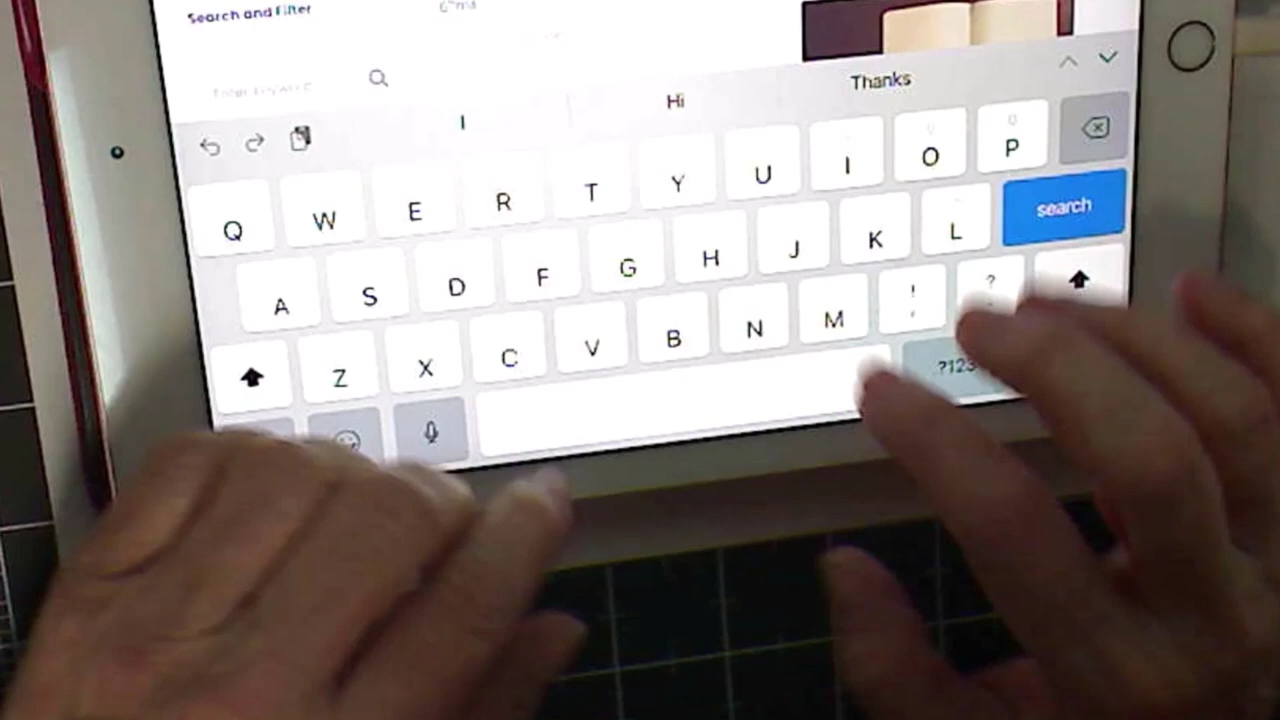 Search and Filter
I Hi Thanks
Q W E R T Y U I O P
A S D F G H J K L search
Z X C V B N M ! , ?
?123